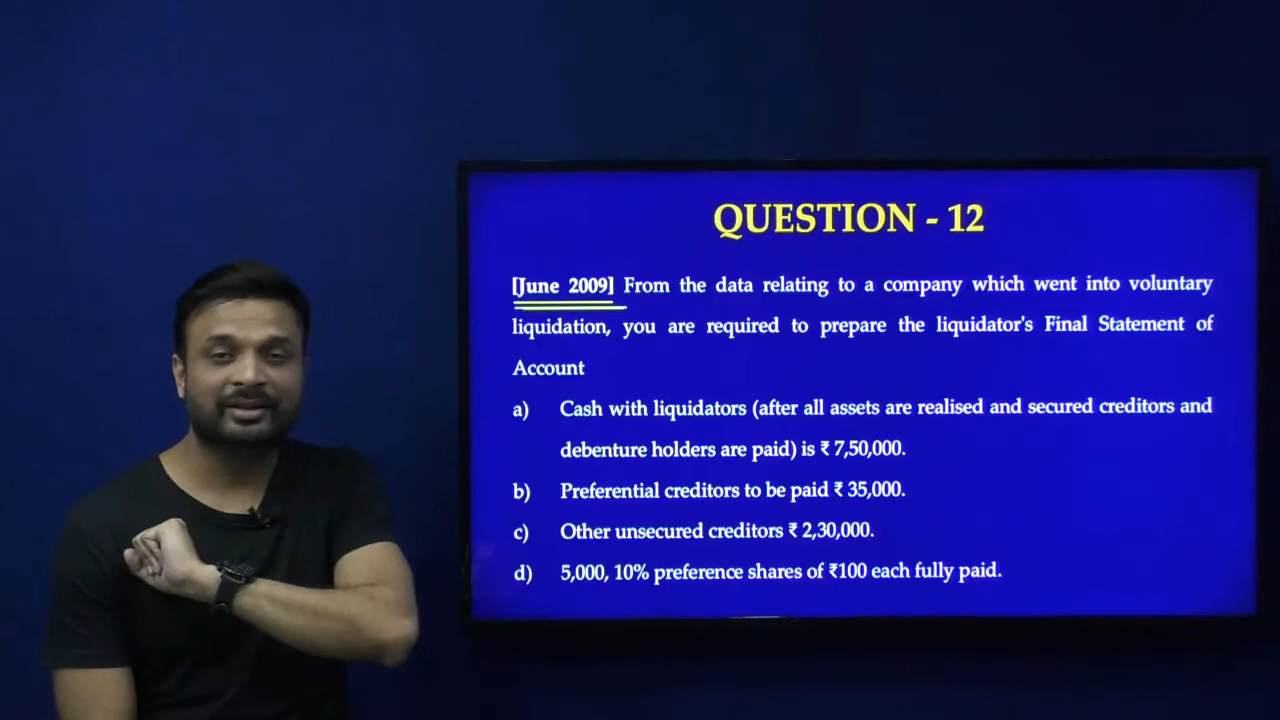 QUESTION - 12
[June 2009] From the data relating to a company which went into voluntary
liquidation, you are required to prepare the liquidator's Final Statement of
Account
a) Cash with liquidators (after all assets are realised and secured creditors and
debenture holders are paid) is ₹ 7,50,000.
b) Preferential creditors to be paid ₹ 35,000.
c) Other unsecured creditors ₹ 2,30,000.
d) 5,000, 10% preference shares of ₹100 each fully paid.